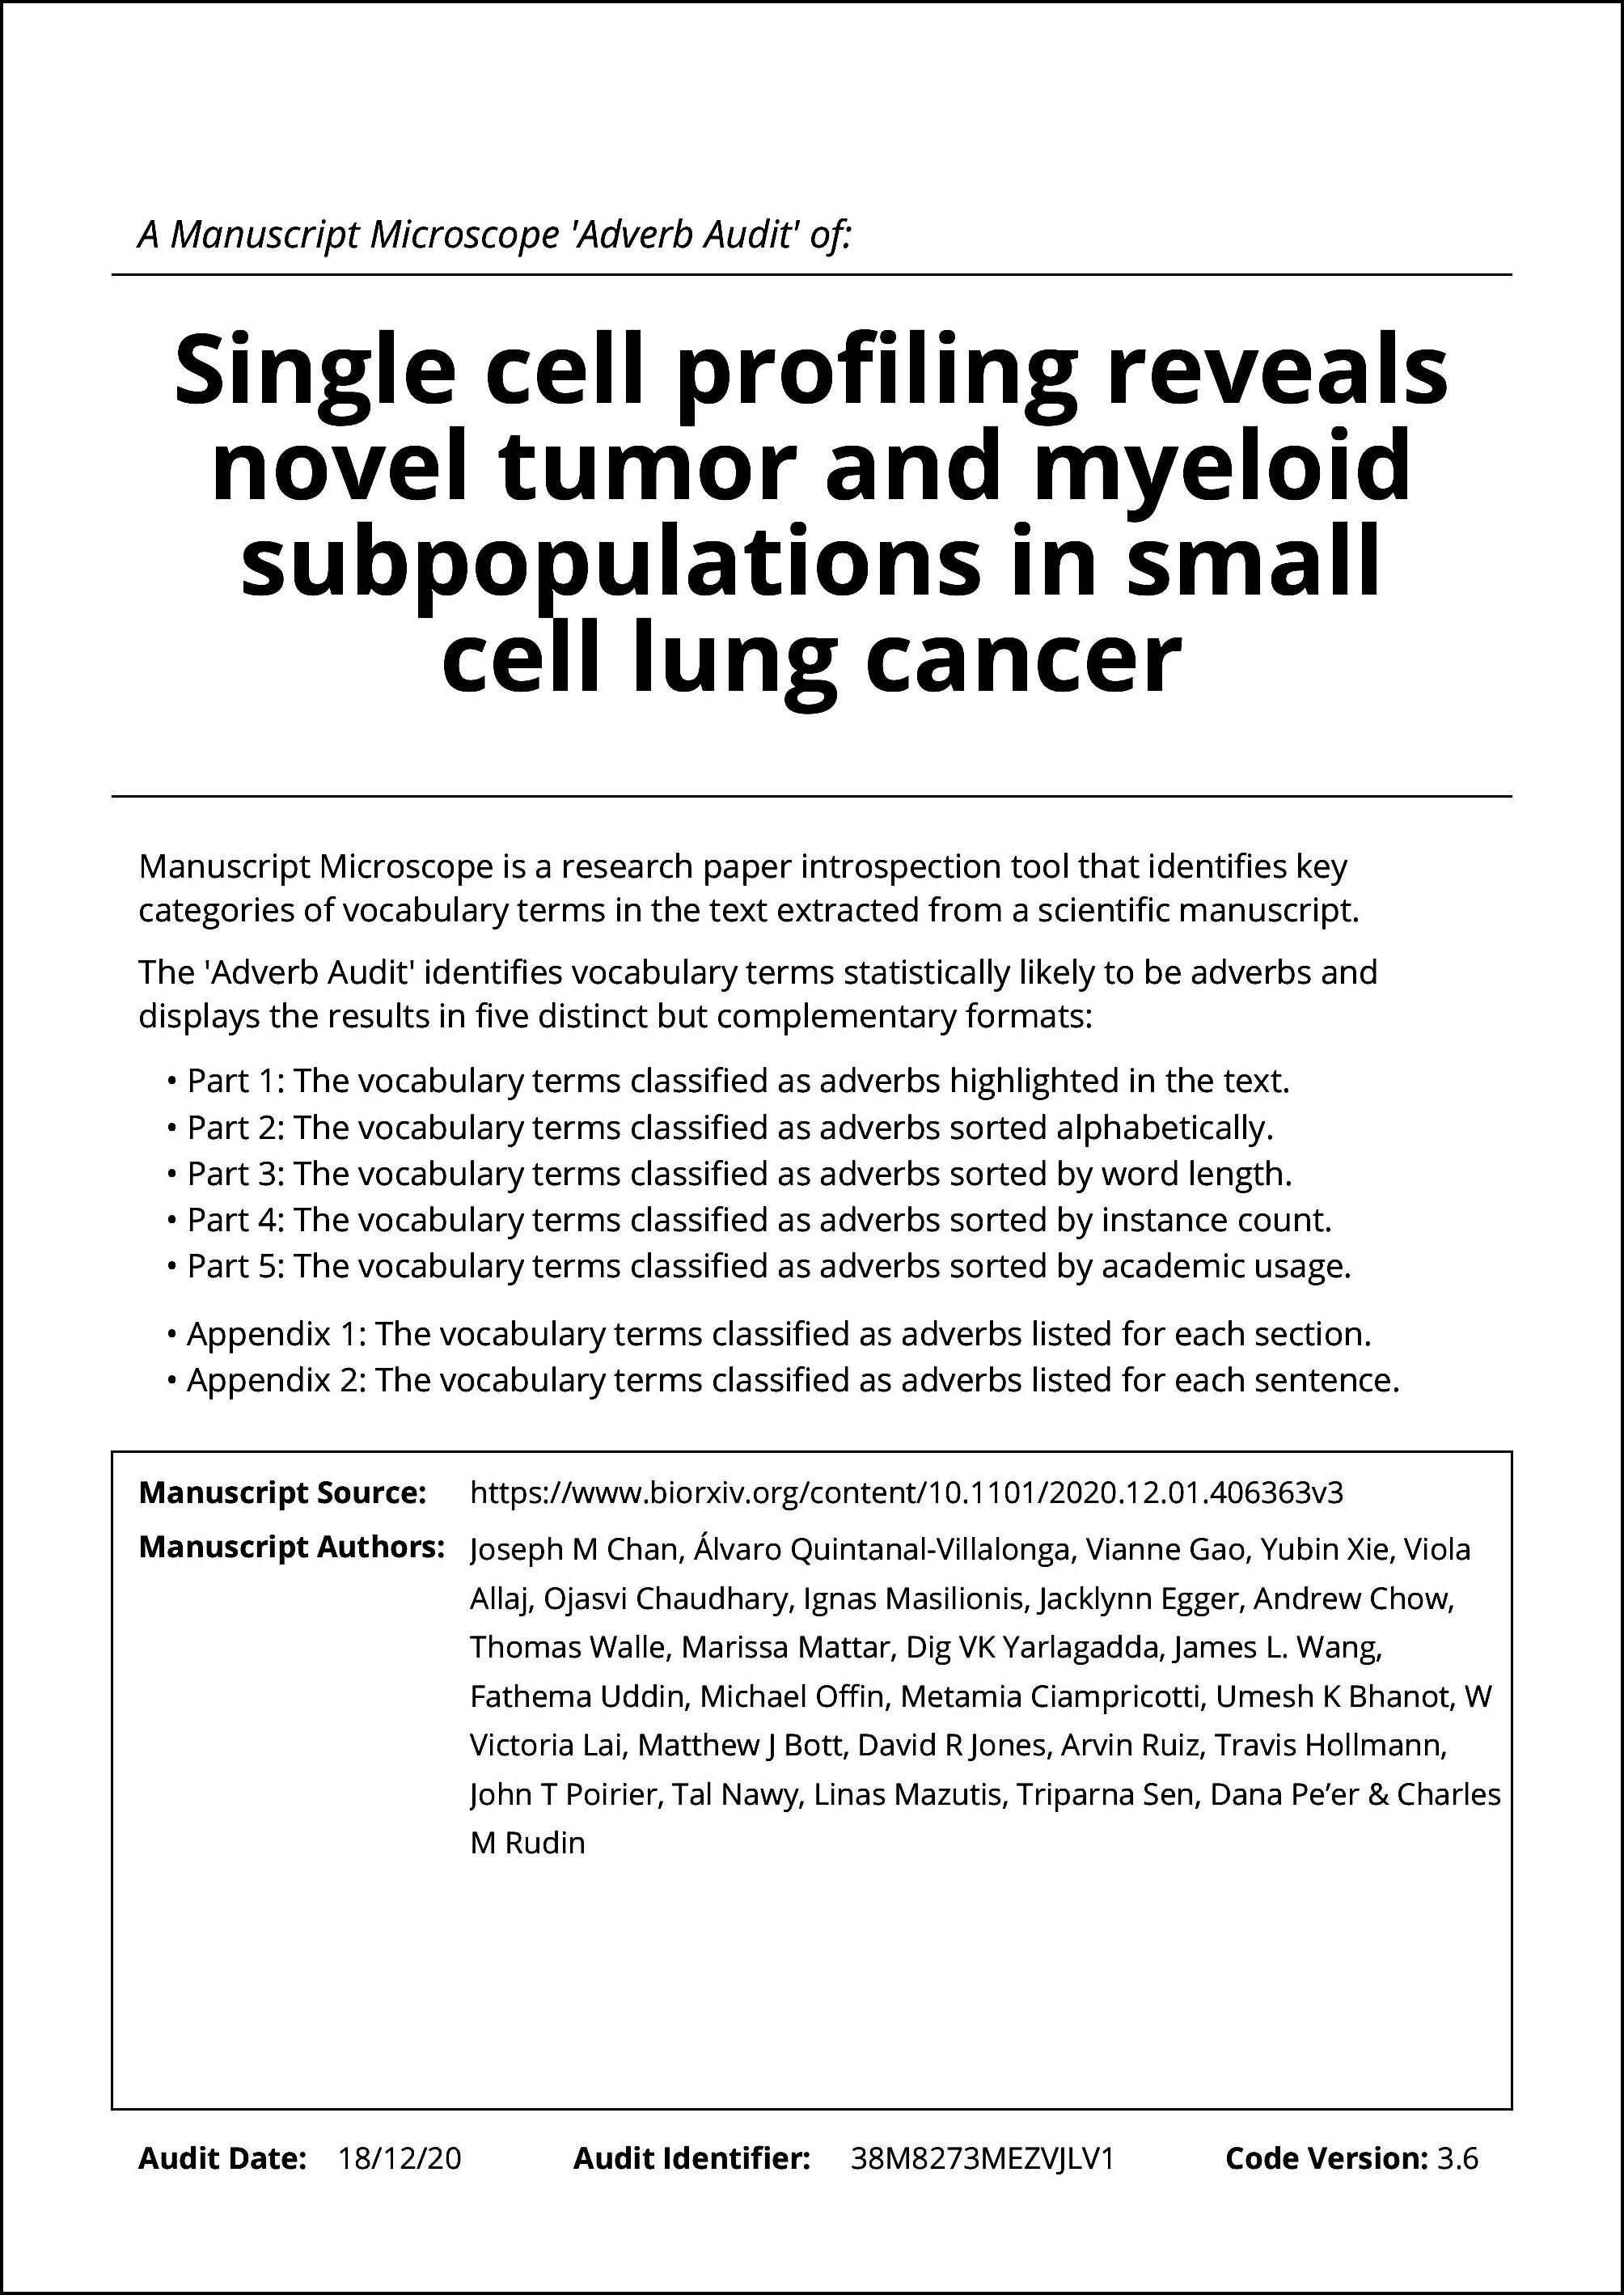 A Manuscript Microscope 'Adverb Audit' of:
Single cell profiling reveals
novel tumor and myeloid
subpopulations in small
cell lung cancer
Manuscript Microscope is a research paper introspection tool that identifies key
categories of vocabulary terms in the text extracted from a scientific manuscript.
The 'Adverb Audit' identifies vocabulary terms statistically likely to be adverbs and
displays the results in five distinct but complementary formats:
• Part 1: The vocabulary terms classified as adverbs highlighted in the text.
• Part 2: The vocabulary terms classified as adverbs sorted alphabetically.
• Part 3: The vocabulary terms classified as adverbs sorted by word length.
• Part 4: The vocabulary terms classified as adverbs sorted by instance count.
• Part 5: The vocabulary terms classified as adverbs sorted by academic usage.
• Appendix 1: The vocabulary terms classified as adverbs listed for each section.
• Appendix 2: The vocabulary terms classified as adverbs listed for each sentence.
Manuscript Source: https://www.biorxiv.org/content/10.1101/2020.12.01.406363v3
Manuscript Authors: Joseph M Chan, Álvaro Quintanal-Villalonga, Vianne Gao, Yubin Xie, Viola
Allaj, Ojasvi Chaudhary, Ignas Masilionis, Jacklynn Egger, Andrew Chow,
Thomas Walle, Marissa Mattar, Dig VK Yarlagadda, James L. Wang,
Fathema Uddin, Michael Offin, Metamia Ciampricotti, Umesh K Bhanot, W
Victoria Lai, Matthew J Bott, David R Jones, Arvin Ruiz, Travis Hollmann,
John T Poirier, Tal Nawy, Linas Mazutis, Triparna Sen, Dana Pe’er & Charles
M Rudin
Audit Date: 18/12/20 Audit Identifier: 38M8273MEZVJLV1 Code Version: 3.6